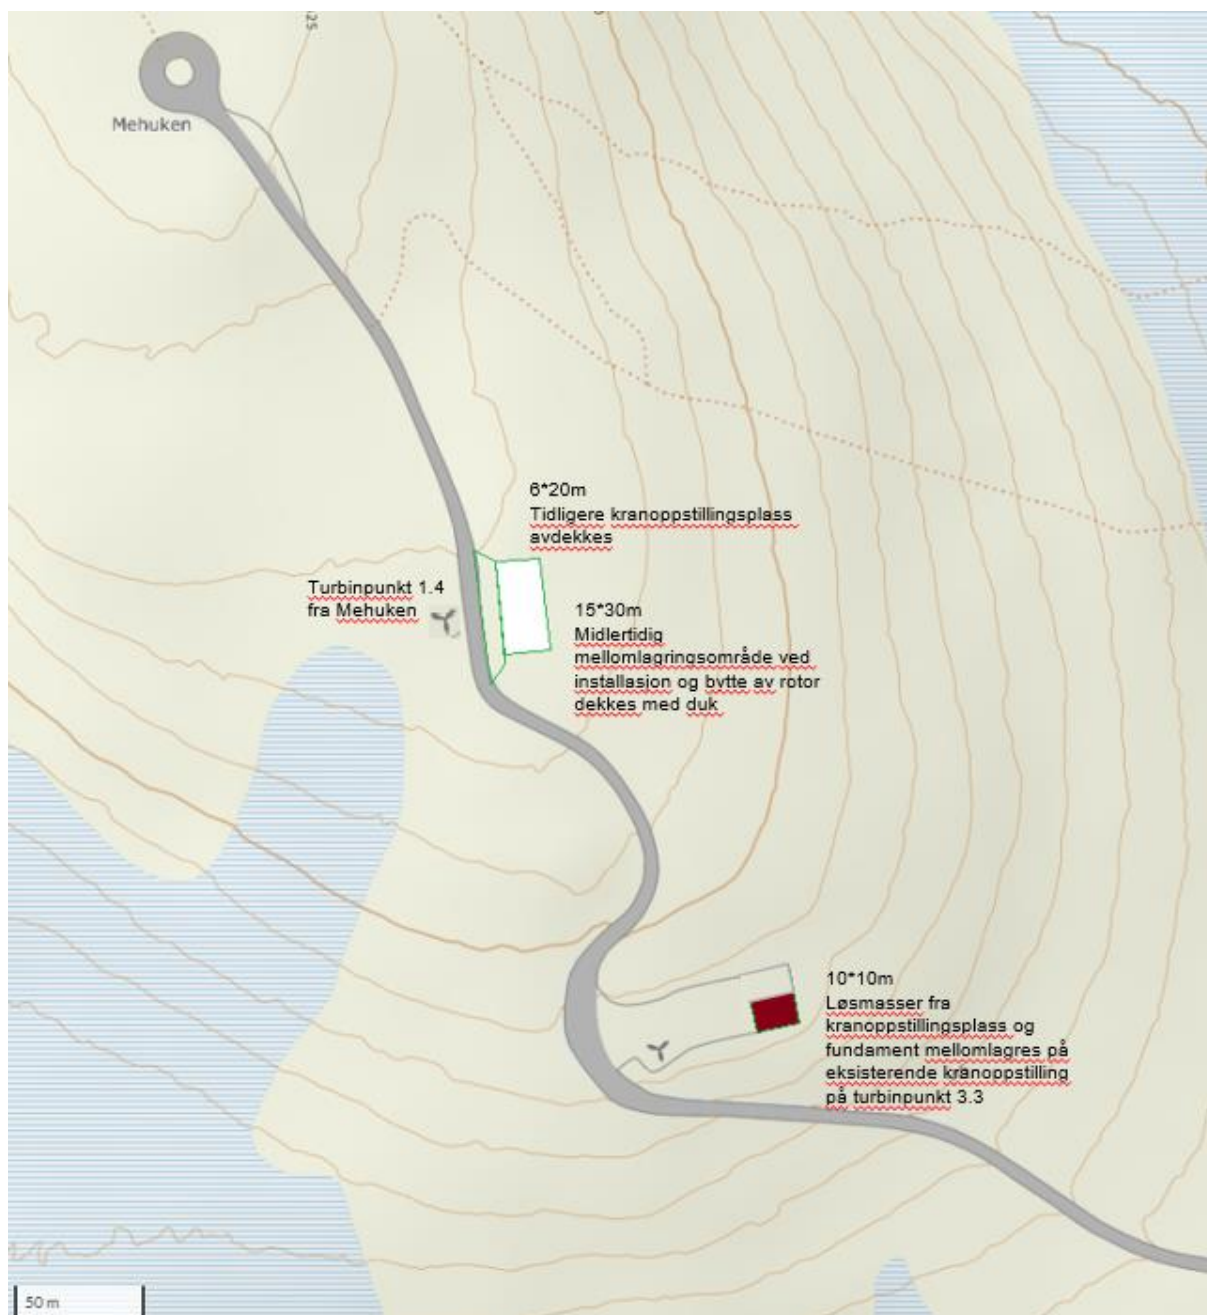 525
Mehuken
6*20m
Tidligere kranoppstillingsplass
avdekkes
Turbinpunkt 1.4
fra Mehuken
15*30m
Midlertidig
mellomlagringsområde ved
installasjon og bytte av rotor
dekkes med duk
10*10m
Løsmasser fra
kranoppstillingsplass og
fundament mellomlagres på
eksisterende kranoppstilling
på turbinpunkt 3.3
50 m